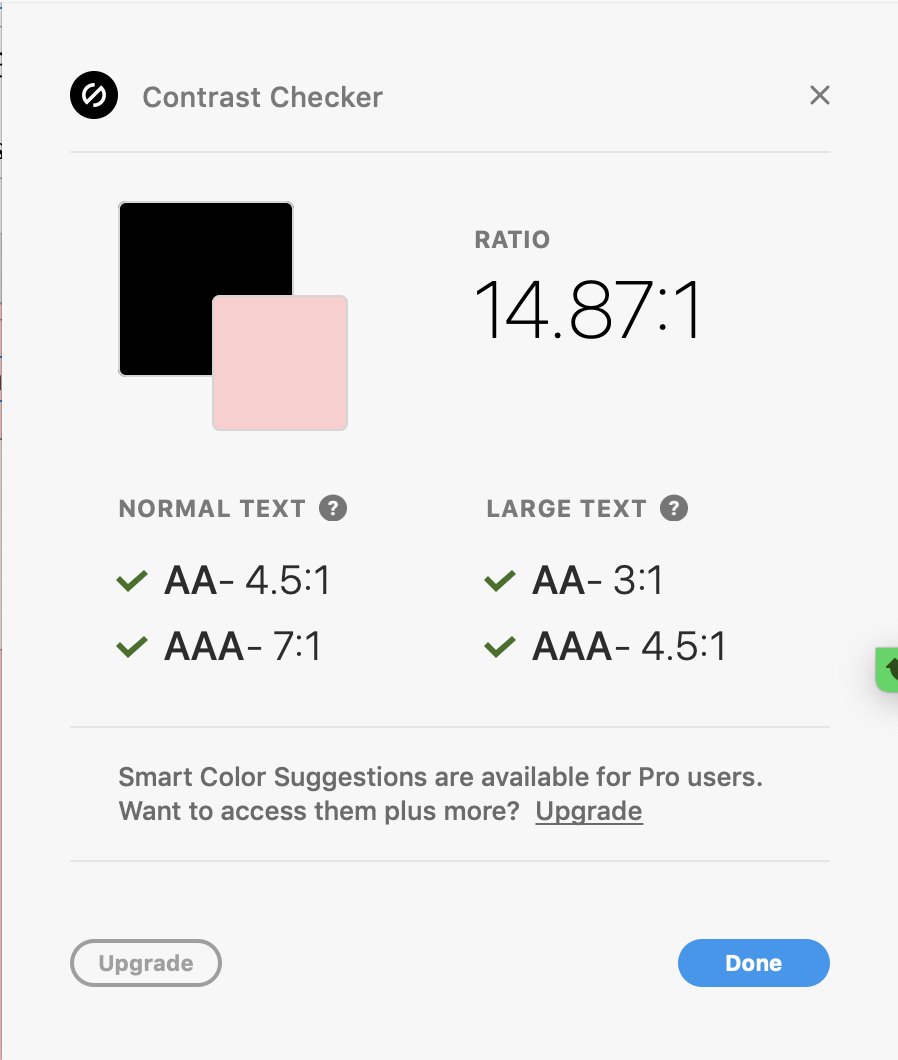 Contrast Checker
RATIO
14.87:1
NORMAL TEXT ?
AA- 4.5:1
AAA- 7:1
LARGE TEXT ?
AA- 3:1
AAA- 4.5:1
Smart Color Suggestions are available for Pro users.
Want to access them plus more? Upgrade
Upgrade
Done